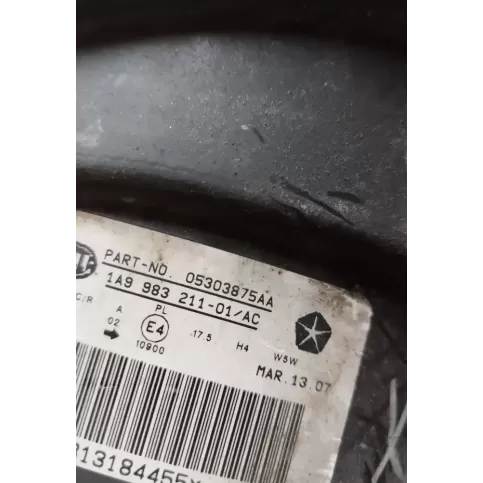 PART-NO. 05303875AA
1A9 983 211-01/AC
C/R A PL 17.5 H4 W5W
02 E4
10900
MAR.13.07
13184455